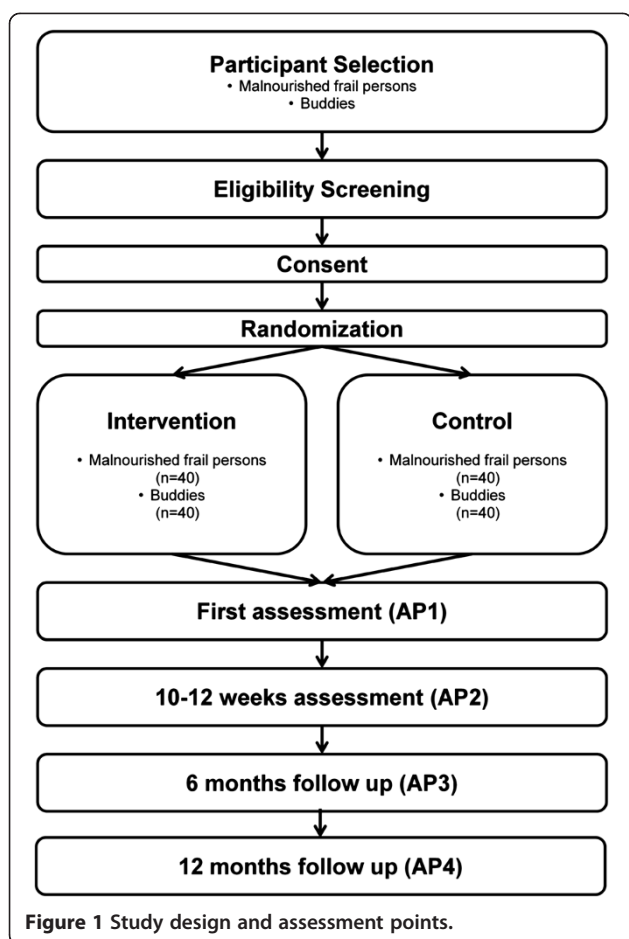 Participant Selection
• Malnourished frail persons
• Buddies
Eligibility Screening
Consent
Randomization
Intervention
• Malnourished frail persons
(n=40)
• Buddies
(n=40)
Control
• Malnourished frail persons
(n=40)
• Buddies
(n=40)
First assessment (AP1)
10-12 weeks assessment (AP2)
6 months follow up (AP3)
12 months follow up (AP4)
Figure 1 Study design and assessment points.